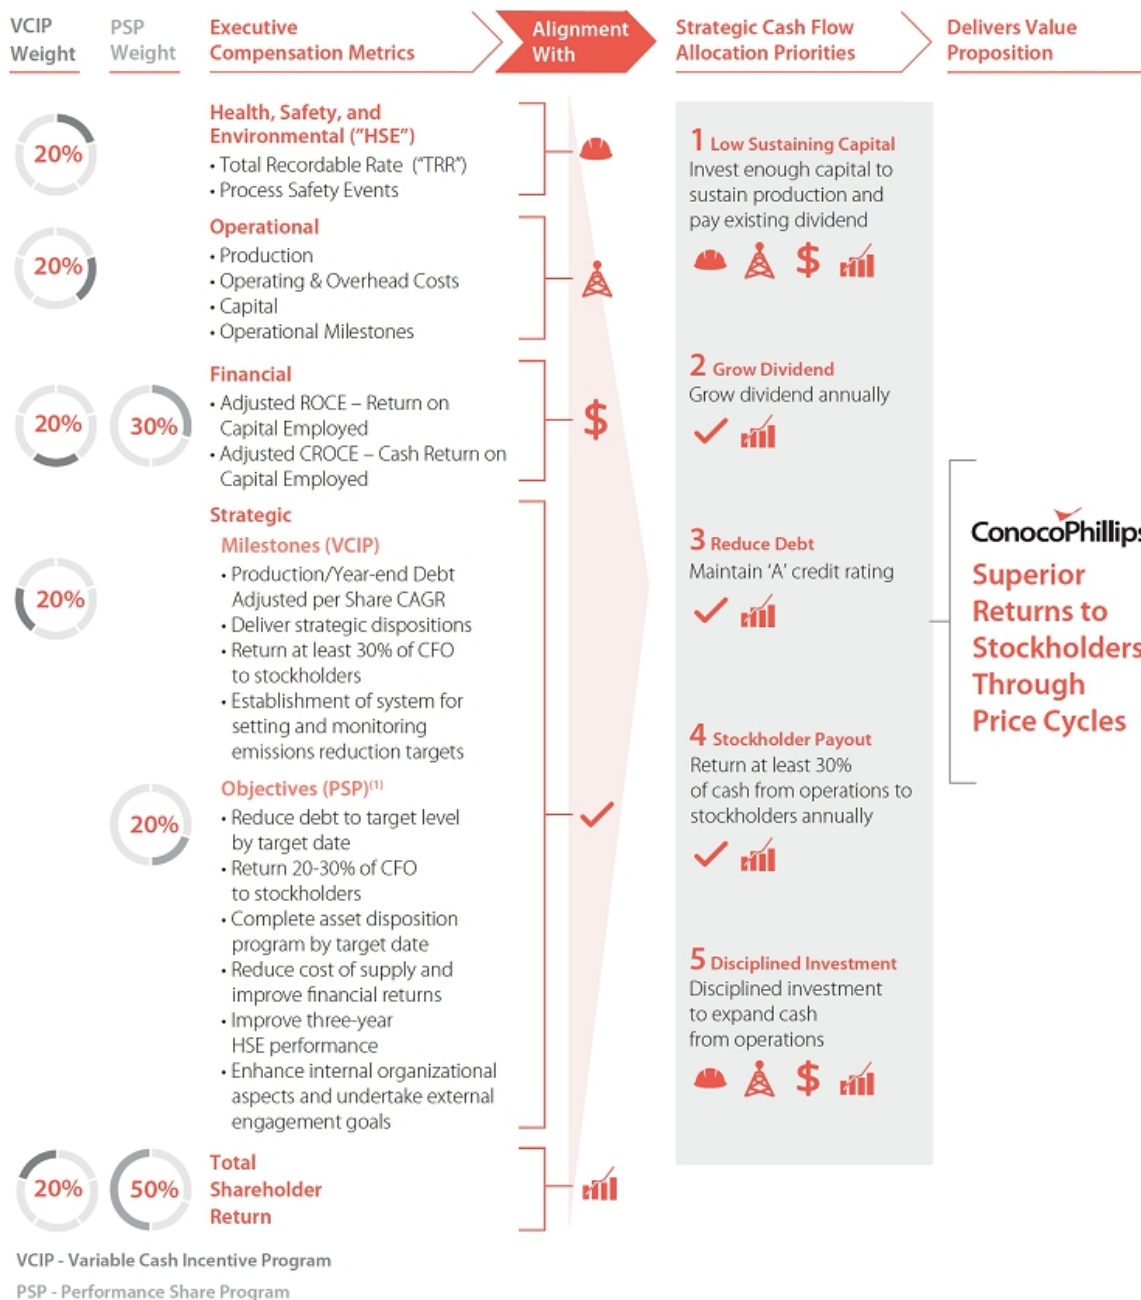 VCIP
Weight
PSP
Weight
Executive
Compensation Metrics
Alignment
With
Strategic Cash Flow
Allocation Priorities
Delivers Value
Proposition
20%
Health, Safety, and
Environmental ("HSE")
• Total Recordable Rate ("TRR")
• Process Safety Events
20%
Operational
• Production
• Operating & Overhead Costs
• Capital
• Operational Milestones
20%
30%
Financial
• Adjusted ROCE – Return on
Capital Employed
• Adjusted CROCE – Cash Return on
Capital Employed
Strategic
20%
Milestones (VCIP)
• Production/Year-end Debt
Adjusted per Share CAGR
• Deliver strategic dispositions
• Return at least 30% of CFO
to stockholders
• Establishment of system for
setting and monitoring
emissions reduction targets
20%
Objectives (PSP)(1)
• Reduce debt to target level
by target date
• Return 20-30% of CFO
to stockholders
• Complete asset disposition
program by target date
• Reduce cost of supply and
improve financial returns
• Improve three-year
HSE performance
• Enhance internal organizational
aspects and undertake external
engagement goals
20%
50%
Total
Shareholder
Return
$
1 Low Sustaining Capital
Invest enough capital to
sustain production and
pay existing dividend
$
2 Grow Dividend
Grow dividend annually
3 Reduce Debt
Maintain 'A' credit rating
4 Stockholder Payout
Return at least 30%
of cash from operations to
stockholders annually
5 Disciplined Investment
Disciplined investment
to expand cash
from operations
$
ConocoPhillips
Superior
Returns to
Stockholders
Through
Price Cycles
VCIP - Variable Cash Incentive Program
PSP - Performance Share Program